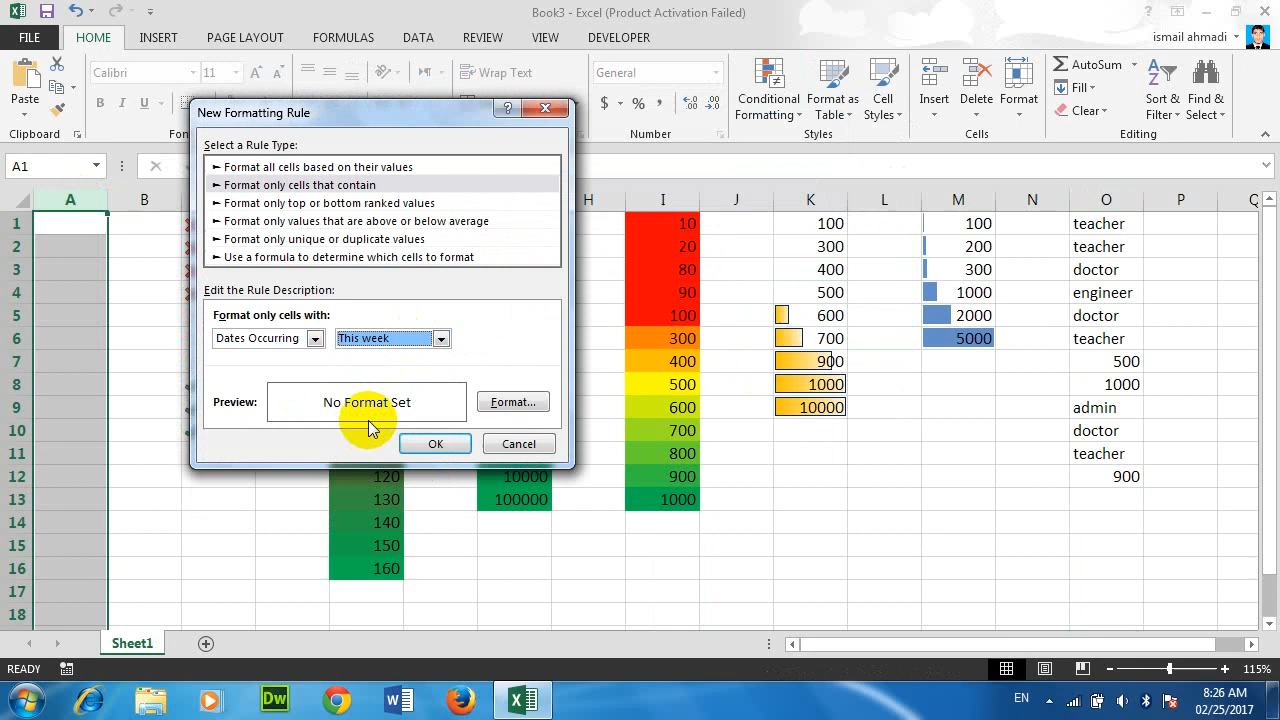 Book3 - Excel (Product Activation Failed)
FILE HOME INSERT PAGE LAYOUT FORMULAS DATA REVIEW VIEW DEVELOPER ismail ahmadi
Calibri 11 Wrap Text General AutoSum
Fill
Clear
Paste Conditional Formatting Format as Table Cell Styles Insert Delete Format Sort & Filter Find & Select
Clipboard Number Styles Cells Editing
New Formatting Rule
Select a Rule Type:
Format all cells based on their values
Format only cells that contain
Format only top or bottom ranked values
Format only values that are above or below average
Format only unique or duplicate values
Use a formula to determine which cells to format
Edit the Rule Description:
Format only cells with:
Dates Occurring This week
Preview: No Format Set Format...
OK Cancel
A1
A B H I J K L M N O P Q
1 10 100 100 teacher
2 20 300 200 teacher
3 80 400 300 doctor
4 90 500 1000 engineer
5 100 600 2000 doctor
6 300 700 5000 teacher
7 400 900 500
8 500 1000 1000
9 600 10000 admin
10 700 doctor
11 800 teacher
12 120 10000 900 900
13 130 100000 1000
14 140
15 150
16 160
17
18
Sheet1
READY 115%
EN 8:26 AM
02/25/2017